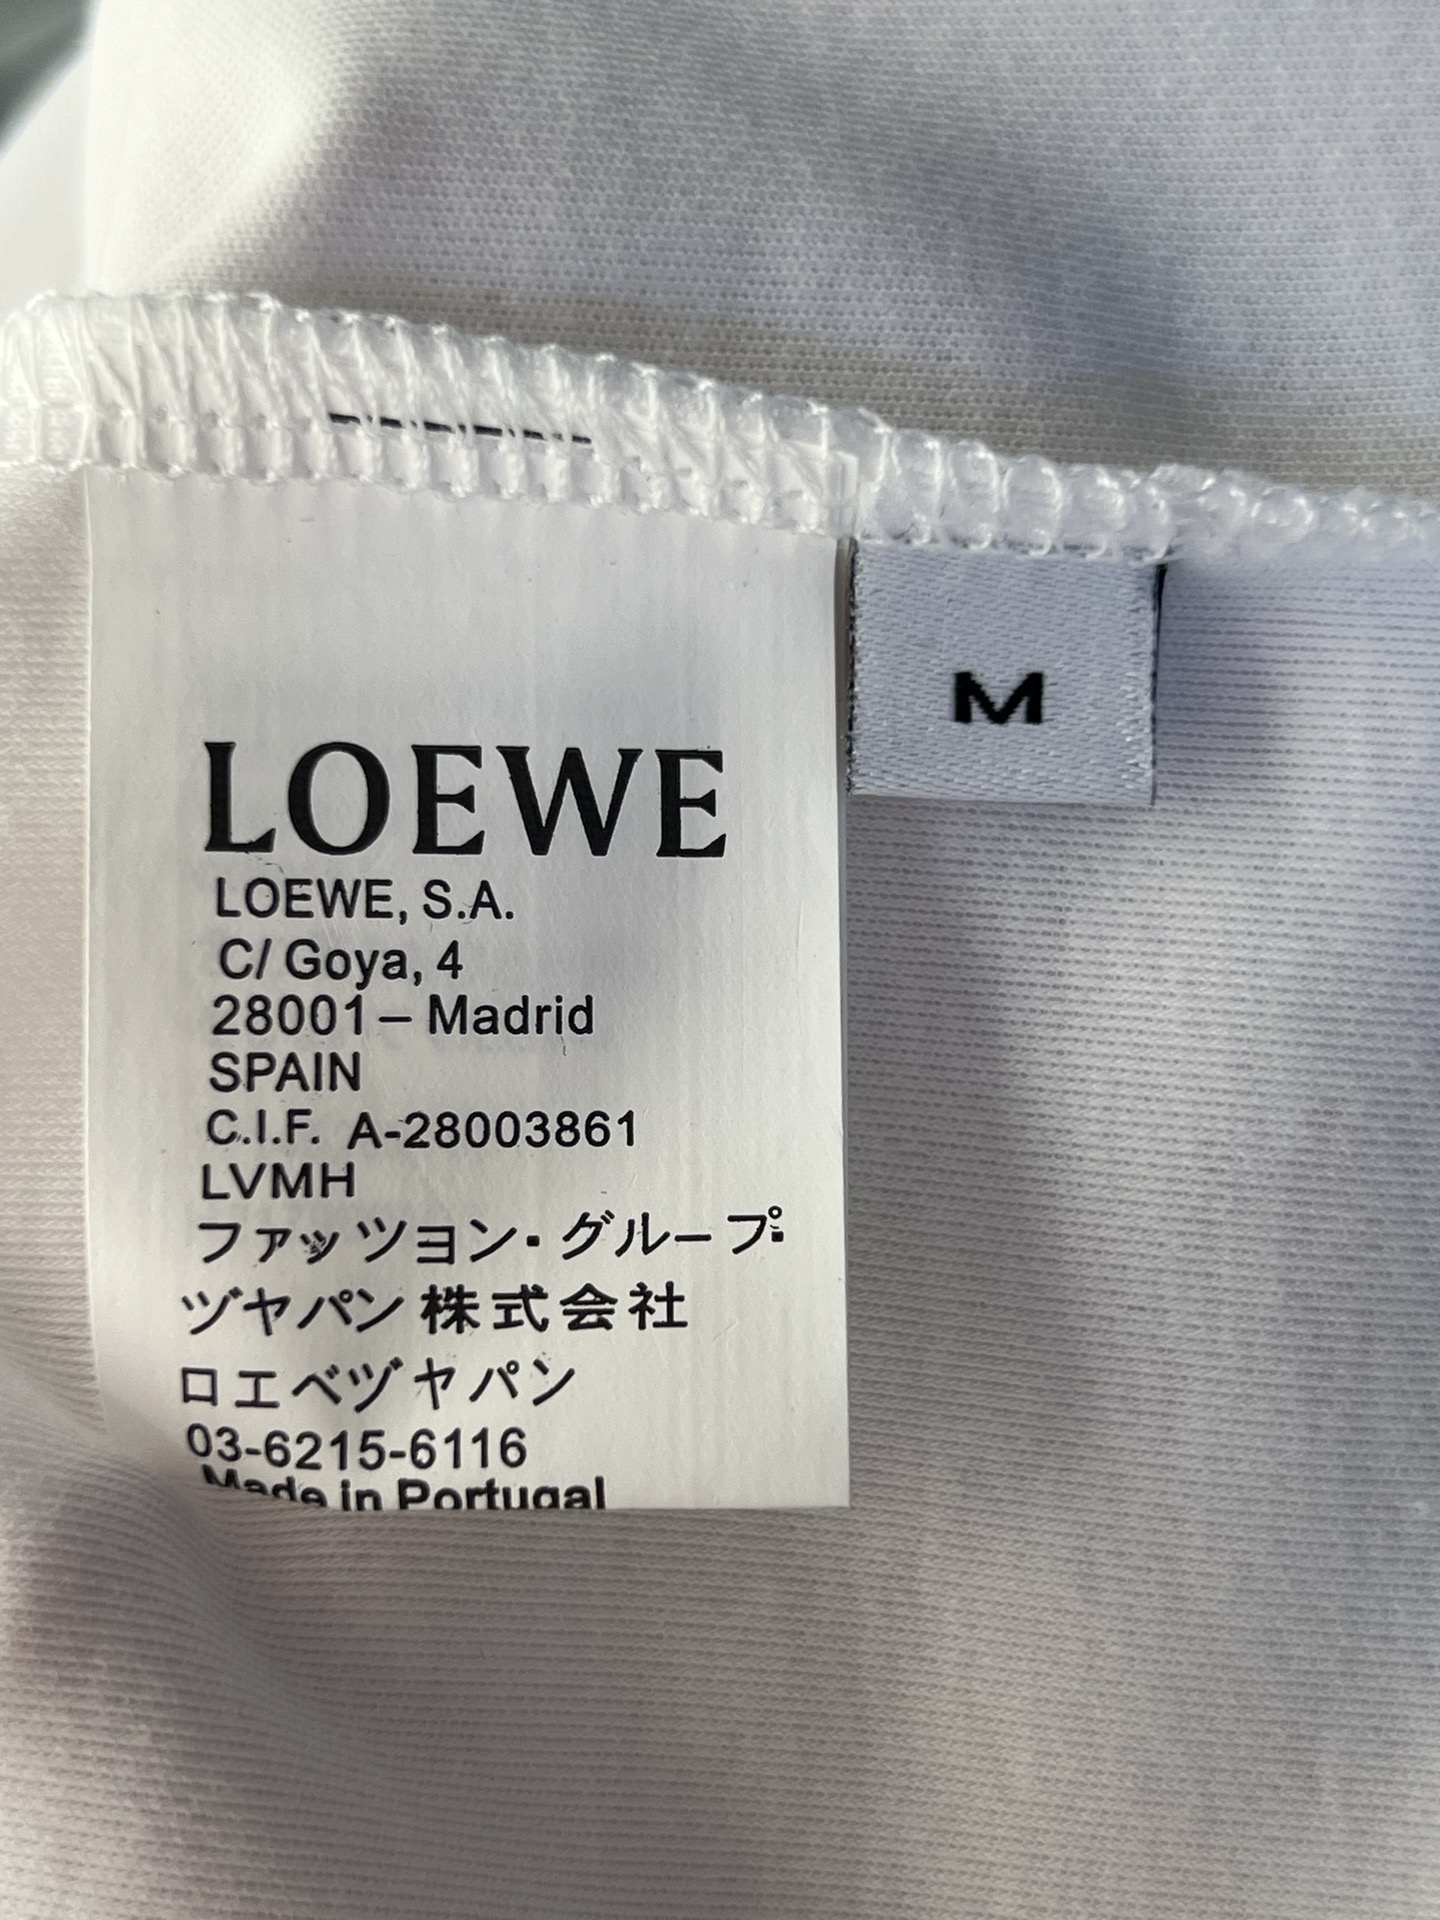 M
LOEWE
LOEWE, S.A.
C/ Goya, 4
28001 – Madrid
SPAIN
C.I.F. A-28003861
LVMH
ファッツョン・グループ:
ヅャパン株式会社
ロエベヅャパン
03-6215-6116
Made in Portugal